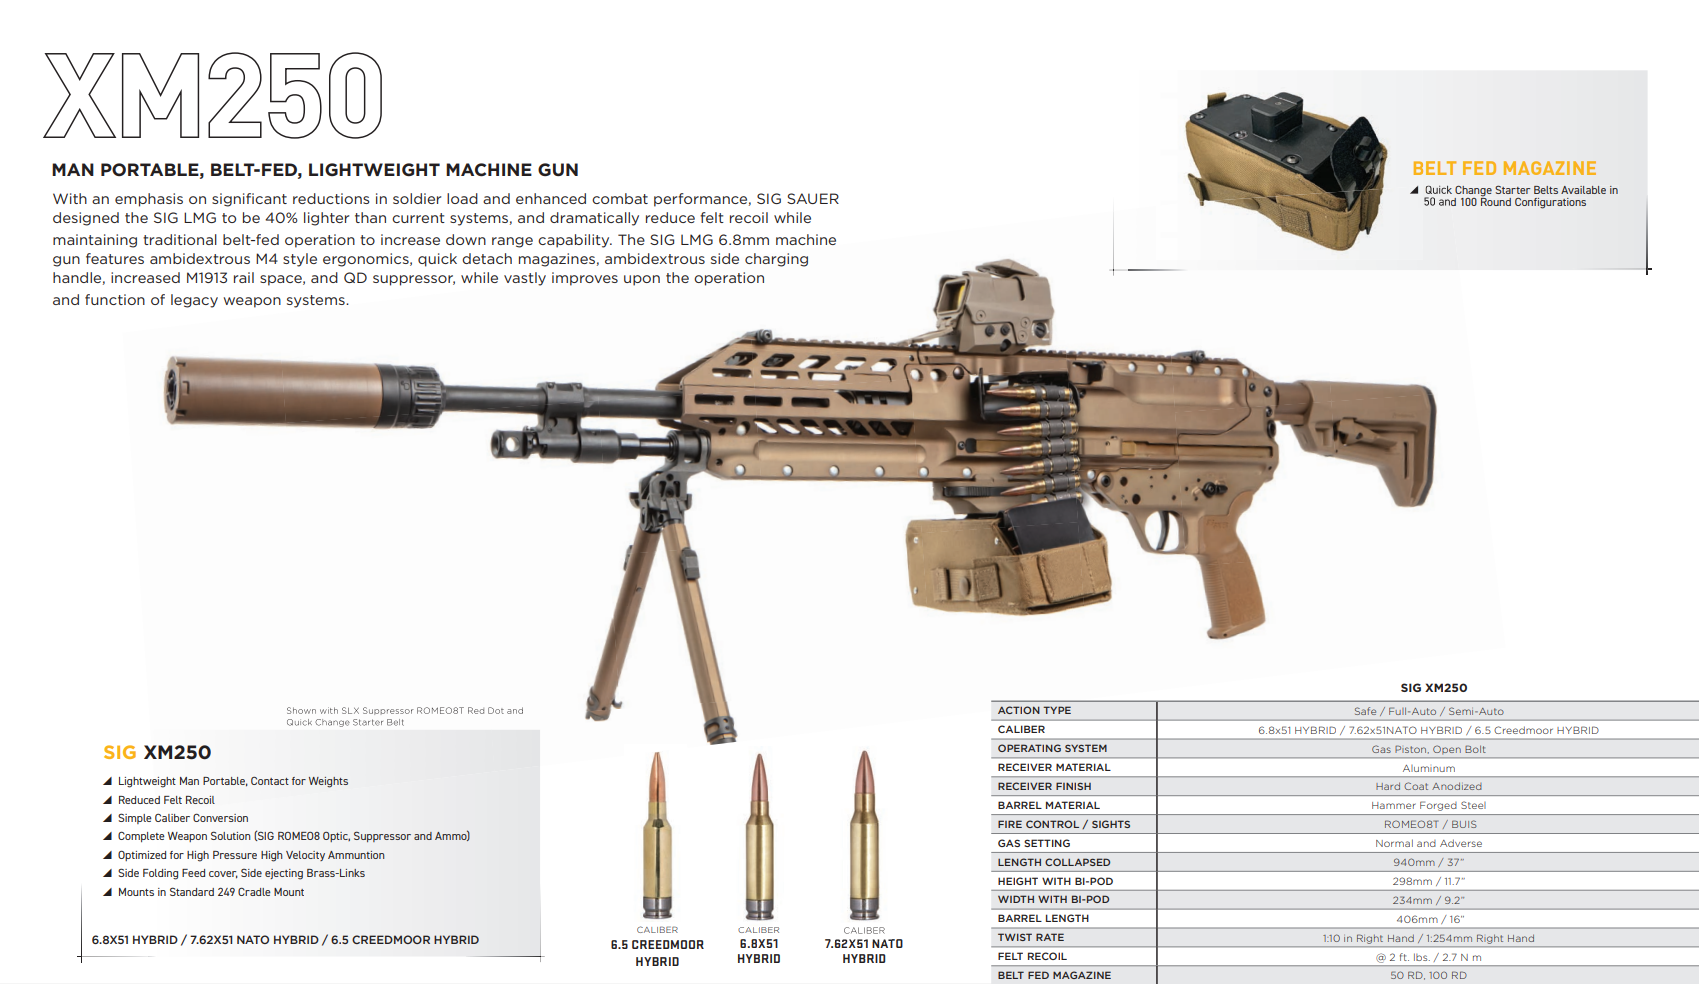 XM250
MAN PORTABLE, BELT-FED, LIGHTWEIGHT MACHINE GUN
With an emphasis on significant reductions in soldier load and enhanced combat performance, SIG SAUER
designed the SIG LMG to be 40% lighter than current systems, and dramatically reduce felt recoil while
maintaining traditional belt-fed operation to increase down range capability. The SIG LMG 6.8mm machine
gun features ambidextrous M4 style ergonomics, quick detach magazines, ambidextrous side charging
handle, increased M1913 rail space, and QD suppressor, while vastly improves upon the operation
and function of legacy weapon systems.
BELT FED MAGAZINE
Quick Change Starter Belts Available in
50 and 100 Round Configurations
Shown with SLX Suppressor ROMEO8T Red Dot and
Quick Change Starter Belt
SIG XM250
Lightweight Man Portable, Contact for Weights
Reduced Felt Recoil
Simple Caliber Conversion
Complete Weapon Solution (SIG ROMEO8 Optic, Suppressor and Ammo)
Optimized for High Pressure High Velocity Ammuntion
Side Folding Feed cover, Side ejecting Brass-Links
Mounts in Standard 249 Cradle Mount
6.8X51 HYBRID / 7.62X51 NATO HYBRID / 6.5 CREEDMOOR HYBRID
CALIBER
6.5 CREEDMOOR
HYBRID
CALIBER
6.8X51
HYBRID
CALIBER
7.62X51 NATO
HYBRID
SIG XM250
ACTION TYPE Safe / Full-Auto / Semi-Auto
CALIBER 6.8x51 HYBRID / 7.62x51NATO HYBRID / 6.5 Creedmoor HYBRID
OPERATING SYSTEM Gas Piston, Open Bolt
RECEIVER MATERIAL Aluminum
RECEIVER FINISH Hard Coat Anodized
BARREL MATERIAL Hammer Forged Steel
FIRE CONTROL / SIGHTS ROMEO8T / BUIS
GAS SETTING Normal and Adverse
LENGTH COLLAPSED 940mm / 37"
HEIGHT WITH BI-POD 298mm / 11.7"
WIDTH WITH BI-POD 234mm / 9.2"
BARREL LENGTH 406mm / 16"
TWIST RATE 1:10 in Right Hand / 1:254mm Right Hand
FELT RECOIL @ 2 ft. lbs. / 2.7 N m
BELT FED MAGAZINE 50 RD, 100 RD